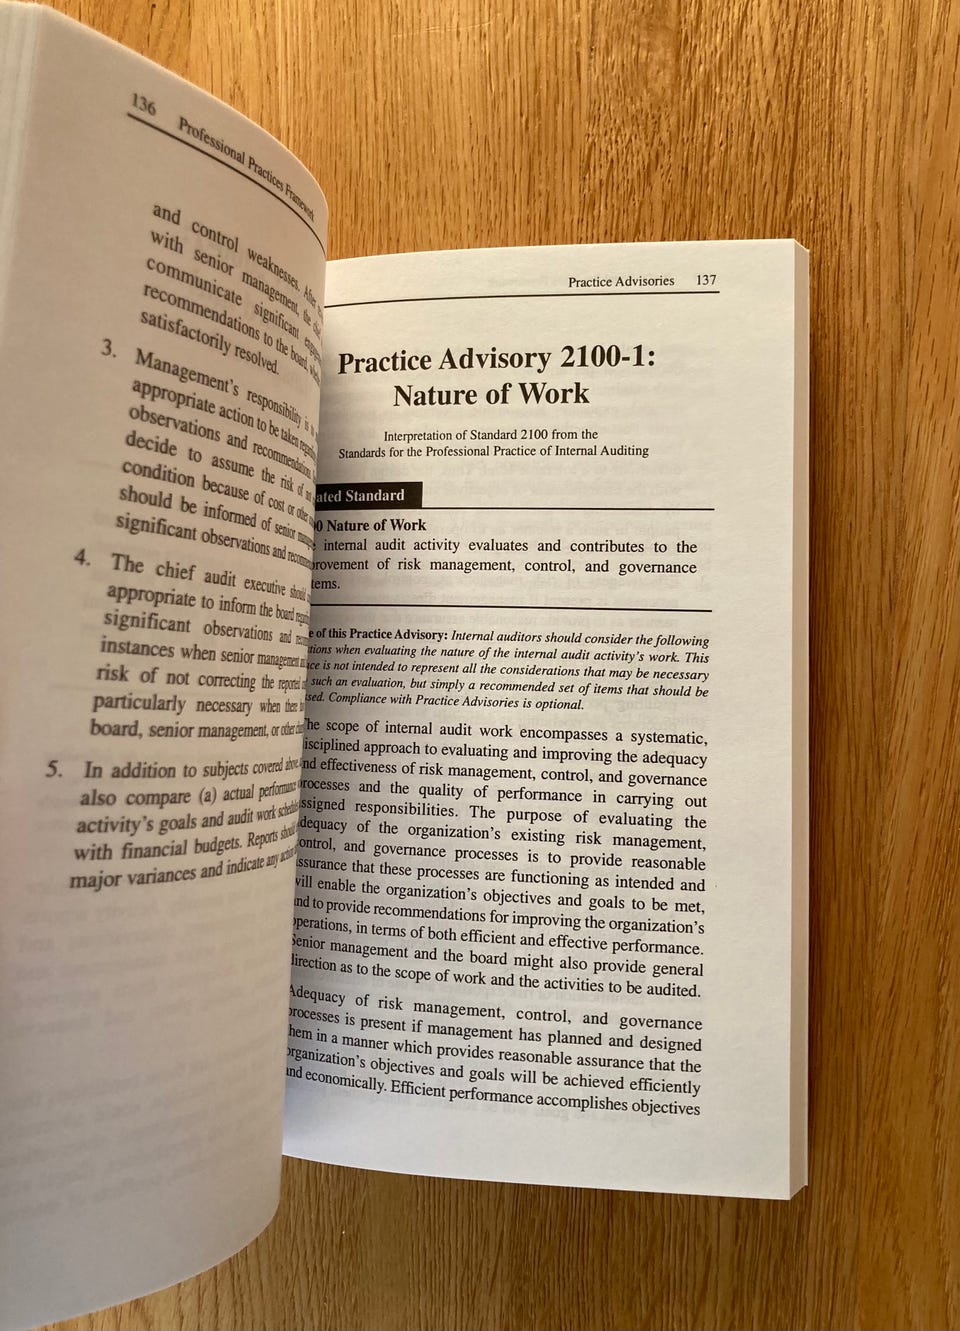 136 Professional Practices Framework
and control weaknesses. After
with senior management, the
communicate significant
recommendations to the board,
satisfactorily resolved.
3. Management's responsibility is
appropriate action to be taken
observations and recommendations.
decide to assume the risk of
condition because of cost or other
should be informed of senior
significant observations and
4. The chief audit executive should
appropriate to inform the board
significant observations and
instances when senior management
risk of not correcting the reported
particularly necessary when there
board, senior management, or other
5. In addition to subjects covered above,
also compare (a) actual performance
activity's goals and audit work
with financial budgets. Reports
major variances and indicate any
Practice Advisories 137
Practice Advisory 2100-1:
Nature of Work
Interpretation of Standard 2100 from the
Standards for the Professional Practice of Internal Auditing
ated Standard
0 Nature of Work
internal audit activity evaluates and contributes to the
rovement of risk management, control, and governance
tems.
e of this Practice Advisory: Internal auditors should consider the following
tions when evaluating the nature of the internal audit activity's work. This
ce is not intended to represent all the considerations that may be necessary
such an evaluation, but simply a recommended set of items that should be
sed. Compliance with Practice Advisories is optional.
he scope of internal audit work encompasses a systematic,
isciplined approach to evaluating and improving the adequacy
nd effectiveness of risk management, control, and governance
rocesses and the quality of performance in carrying out
ssigned responsibilities. The purpose of evaluating the
dequacy of the organization's existing risk management,
ontrol, and governance processes is to provide reasonable
ssurance that these processes are functioning as intended and
will enable the organization's objectives and goals to be met,
nd to provide recommendations for improving the organization's
perations, in terms of both efficient and effective performance.
Senior management and the board might also provide general
direction as to the scope of work and the activities to be audited.
Adequacy of risk management, control, and governance
rocesses is present if management has planned and designed
hem in a manner which provides reasonable assurance that the
organization's objectives and goals will be achieved efficiently
and economically. Efficient performance accomplishes objectives